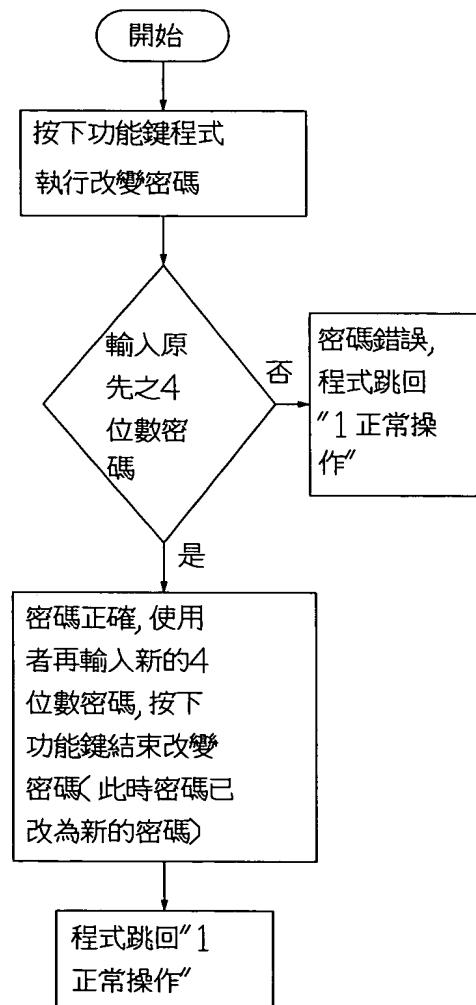 開始
按下功能鍵程式
執行改變密碼
輸入原
先之4
位數密
碼
否
密碼錯誤,
程式跳回
"1 正常操
作"
是
密碼正確, 使用
者再輸入新的4
位數密碼, 按下
功能鍵結束改變
密碼( 此時密碼已
改為新的密碼)
程式跳回"1
正常操作"